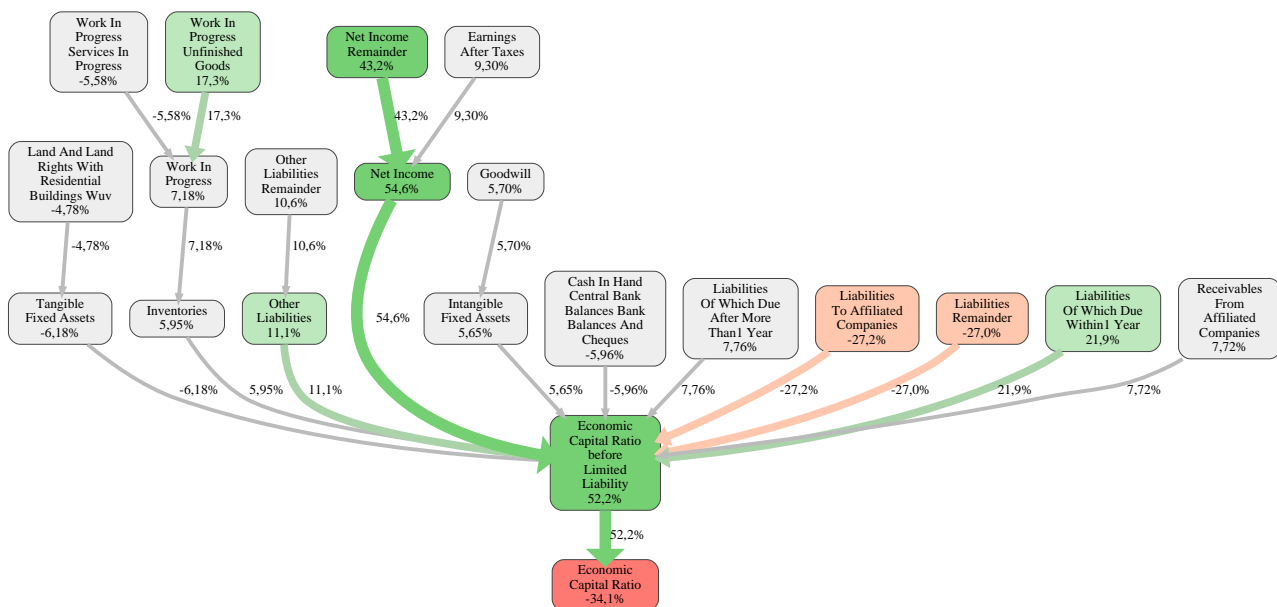 Work In
Progress
Services In
Progress
-5,58%
Work In
Progress
Unfinished
Goods
17,3%
Net Income
Remainder
43,2%
Earnings
After Taxes
9,30%
-5,58%
17,3%
43,2%
9,30%
Land And Land
Rights With
Residential
Buildings Wuv
-4,78%
Work In
Progress
7,18%
Other
Liabilities
Remainder
10,6%
Net Income
54,6%
Goodwill
5,70%
-4,78%
7,18%
10,6%
5,70%
Tangible
Fixed Assets
-6,18%
Inventories
5,95%
Other
Liabilities
11,1%
54,6%
Intangible
Fixed Assets
5,65%
Cash In Hand
Central Bank
Balances Bank
Balances And
Cheques
-5,96%
Liabilities
Of Which Due
After More
Than1 Year
7,76%
Liabilities
To Affiliated
Companies
-27,2%
Liabilities
Remainder
-27,0%
Liabilities
Of Which Due
Within1 Year
21,9%
Receivables
From
Affiliated
Companies
7,72%
-6,18%
5,95%
11,1%
5,65%
-5,96%
7,76%
-27,2%
-27,0%
21,9%
7,72%
Economic
Capital Ratio
before
Limited
Liability
52,2%
52,2%
Economic
Capital Ratio
-34,1%